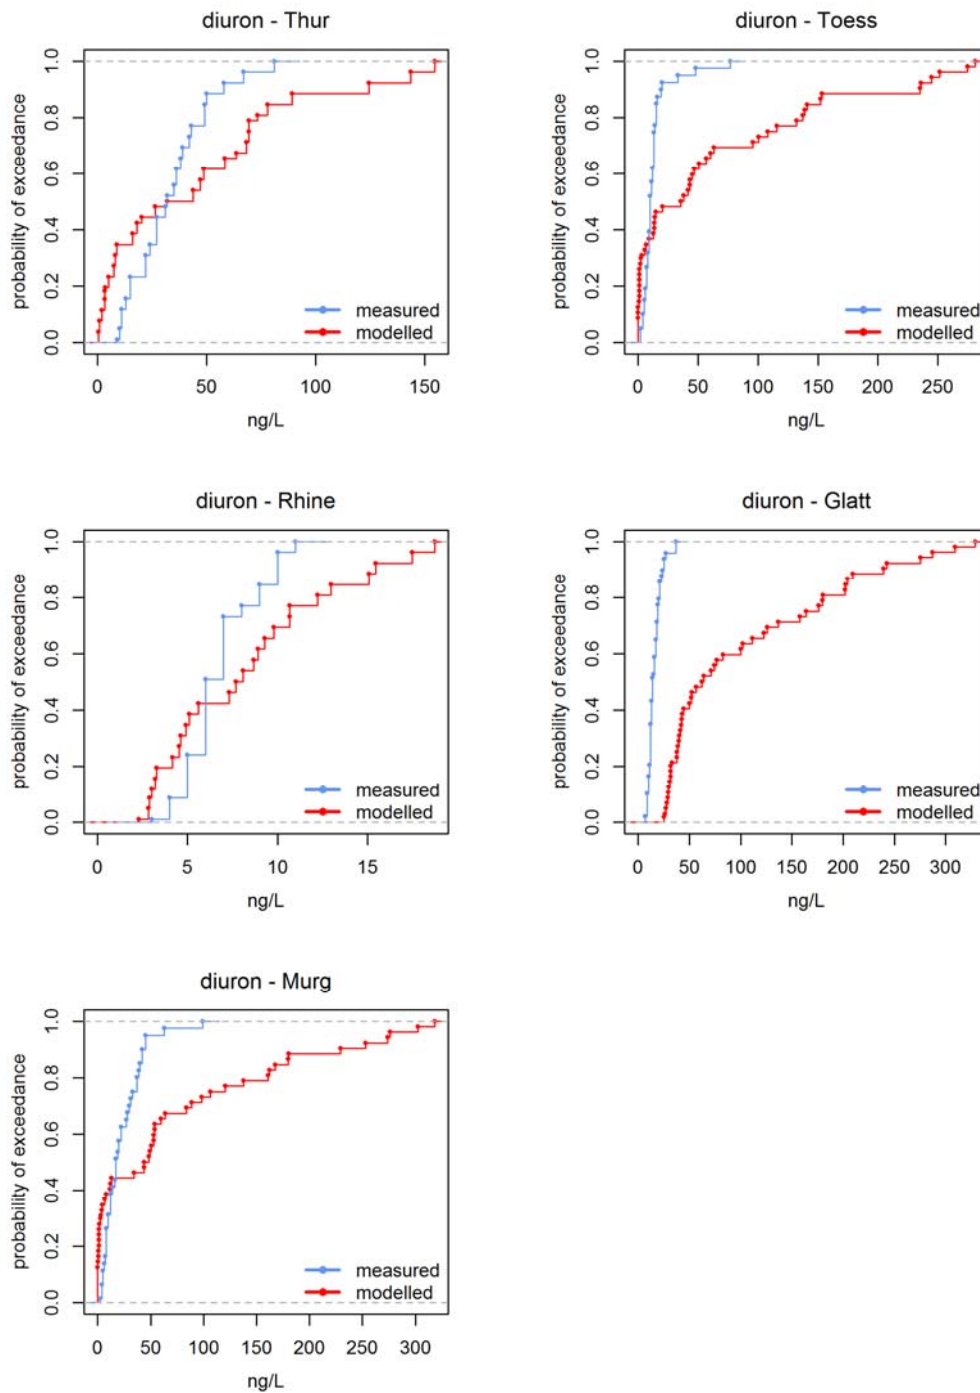 diuron - Thur
probability of exceedance
1.0
0.8
0.6
0.4
0.2
0.0
measured
modelled
0 50 100 150
ng/L
diuron - Toess
probability of exceedance
1.0
0.8
0.6
0.4
0.2
0.0
measured
modelled
0 50 100 150 200 250
ng/L
diuron - Rhine
probability of exceedance
1.0
0.8
0.6
0.4
0.2
0.0
measured
modelled
0 5 10 15
ng/L
diuron - Glatt
probability of exceedance
1.0
0.8
0.6
0.4
0.2
0.0
measured
modelled
0 50 100 150 200 250 300
ng/L
diuron - Murg
probability of exceedance
1.0
0.8
0.6
0.4
0.2
0.0
measured
modelled
0 50 100 150 200 250 300
ng/L